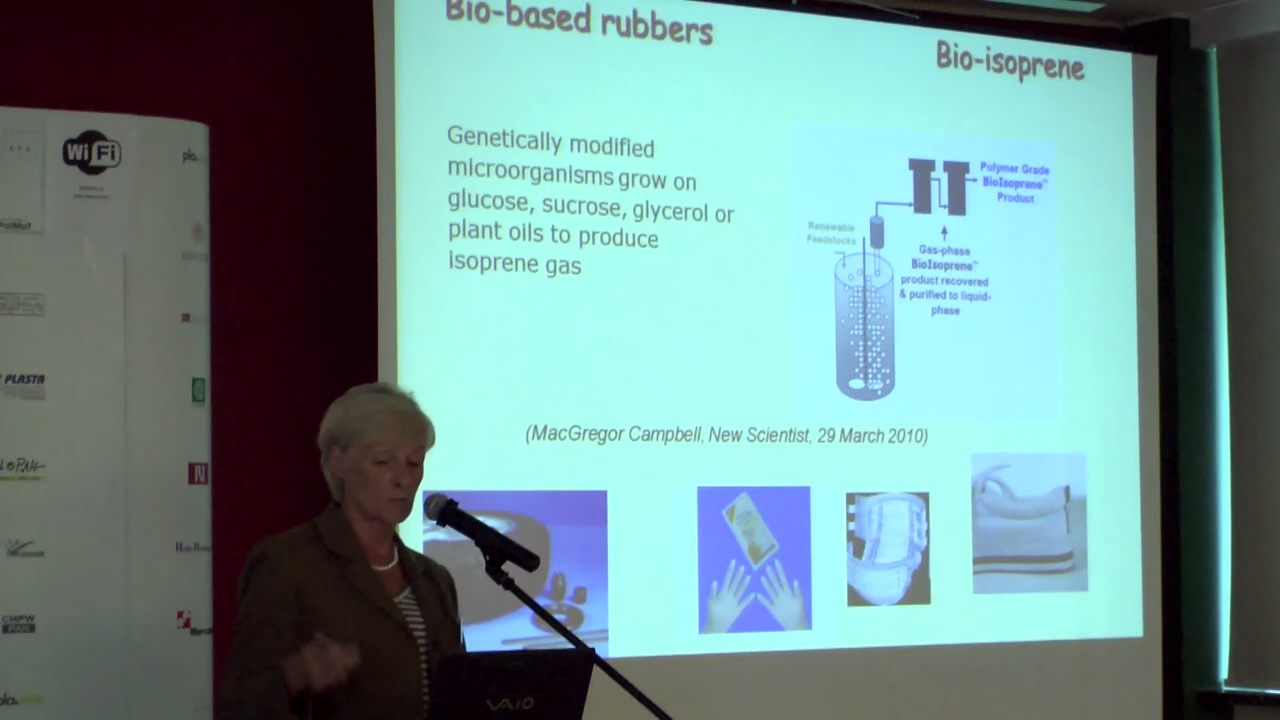 Bio-based rubbers
Bio-isoprene
Genetically modified
microorganisms grow on
glucose, sucrose, glycerol or
plant oils to produce
isoprene gas
Renewable
Feedstocks
Polymer Grade
BioIsoprene™
Product
Gas-phase
BioIsoprene™
product recovered
& purified to liquid-
phase
(MacGregor Campbell, New Scientist, 29 March 2010)
WiFi
PLASTA
CMPW
PAN
VAIO